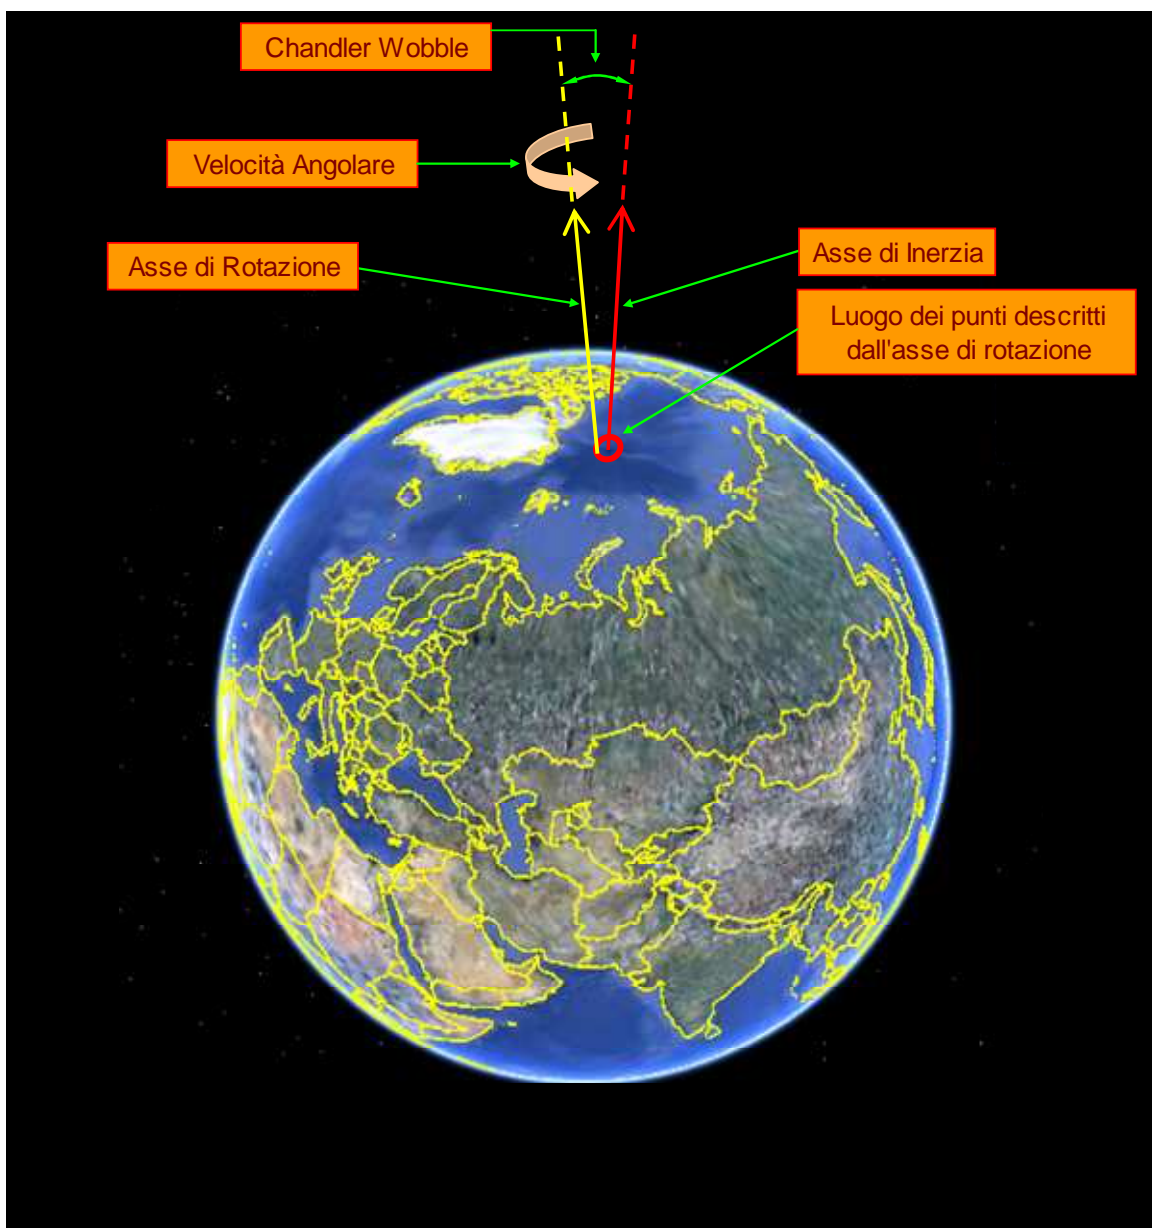 Chandler Wobble
Velocità Angolare
Asse di Rotazione
Asse di Inerzia
Luogo dei punti descritti
dall'asse di rotazione